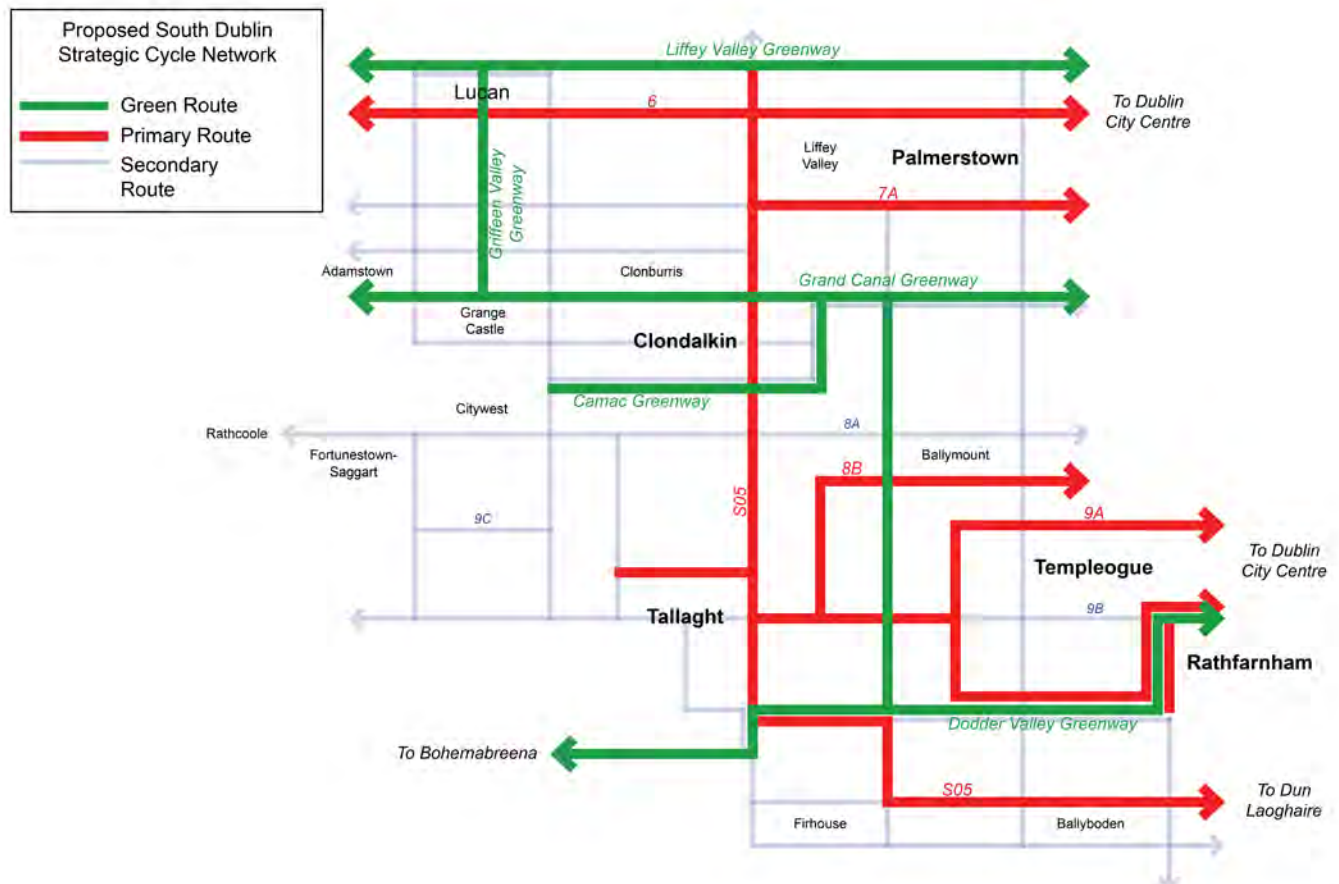 Proposed South Dublin
Strategic Cycle Network
Green Route
Primary Route
Secondary
Route
Liffey Valley Greenway
Lucan
6
To Dublin
City Centre
Liffey
Valley
Palmerstown
Griffeen Valley
Greenway
7A
Adamstown
Clonburris
Grand Canal Greenway
Grange
Castle
Clondalkin
Camac Greenway
Citywest
Rathcoole
8A
Fortunestown-
Saggart
Ballymount
8B
S05
9C
9A
To Dublin
City Centre
Templeogue
Tallaght
9B
Rathfarnham
Dodder Valley Greenway
To Bohemabreena
S05
To Dun
Laoghaire
Firhouse
Ballyboden